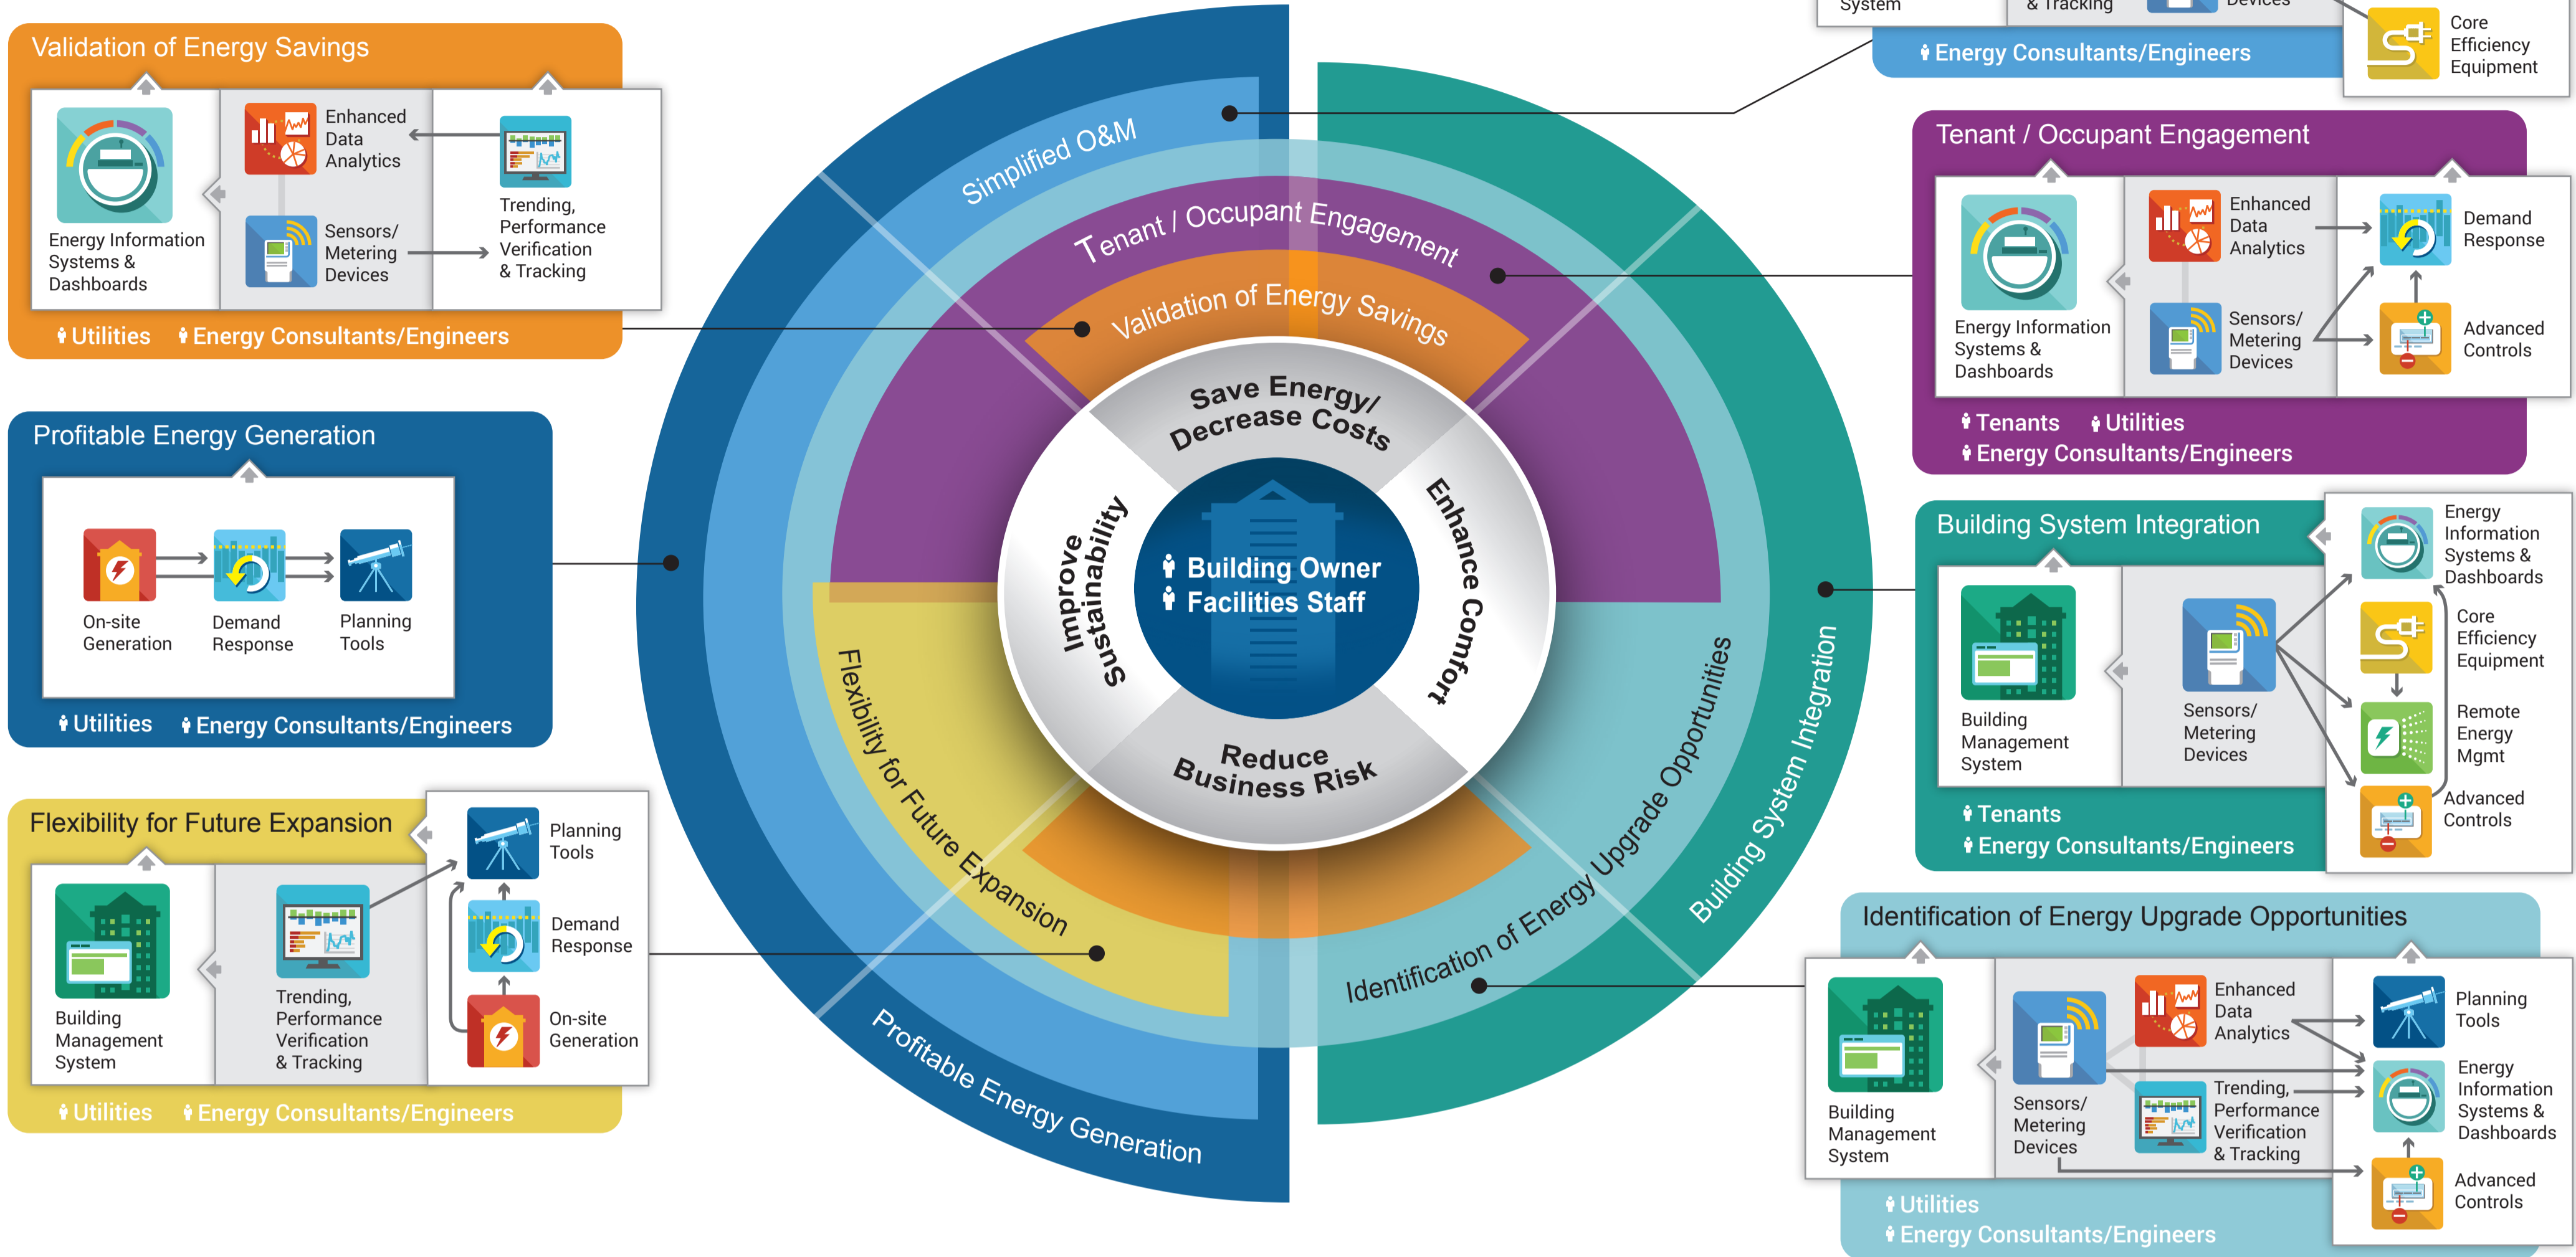 Validation of Energy Savings
Energy Information
Systems &
Dashboards
Enhanced
Data
Analytics
Sensors/
Metering
Devices
Trending,
Performance
Verification
& Tracking
Utilities
Energy Consultants/Engineers
Profitable Energy Generation
On-site
Generation
Demand
Response
Planning
Tools
Utilities
Energy Consultants/Engineers
Flexibility for Future Expansion
Building
Management
System
Trending,
Performance
Verification
& Tracking
Planning
Tools
Demand
Response
On-site
Generation
Utilities
Energy Consultants/Engineers
Simplified O&M
Tenant / Occupant Engagement
Validation of Energy Savings
Save Energy/
Decrease Costs
Improve
Sustainability
Enhance Comfort
Building Owner
Facilities Staff
Reduce
Business Risk
Flexibility for Future Expansion
Identification of Energy Upgrade Opportunities
Building System Integration
Profitable Energy Generation
System
& Tracking
Devices
Core
Efficiency
Equipment
Energy Consultants/Engineers
Tenant / Occupant Engagement
Energy Information
Systems &
Dashboards
Enhanced
Data
Analytics
Sensors/
Metering
Devices
Demand
Response
Advanced
Controls
Tenants
Utilities
Energy Consultants/Engineers
Building System Integration
Building
Management
System
Sensors/
Metering
Devices
Energy
Information
Systems &
Dashboards
Core
Efficiency
Equipment
Remote
Energy
Mgmt
Advanced
Controls
Tenants
Energy Consultants/Engineers
Identification of Energy Upgrade Opportunities
Building
Management
System
Sensors/
Metering
Devices
Enhanced
Data
Analytics
Trending,
Performance
Verification
& Tracking
Planning
Tools
Energy
Information
Systems &
Dashboards
Advanced
Controls
Utilities
Energy Consultants/Engineers